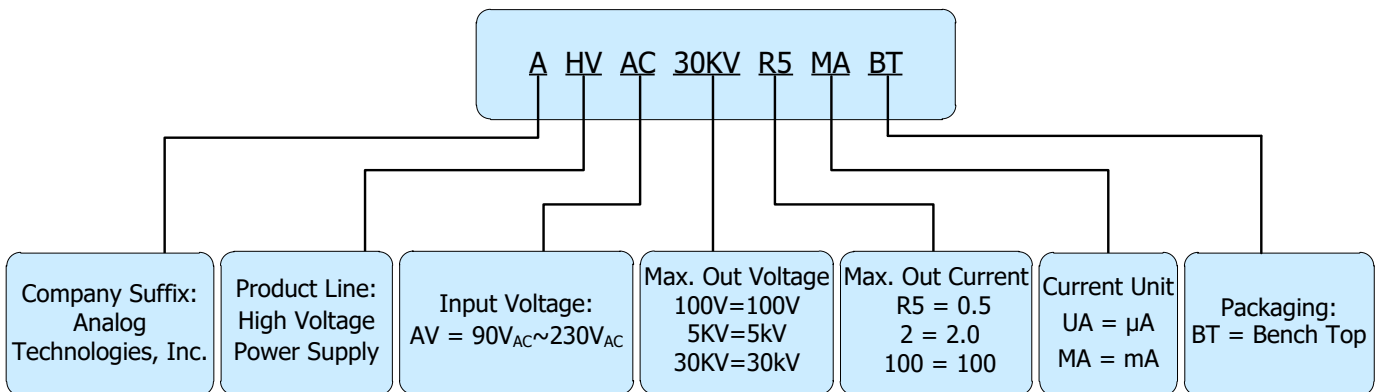 A HV AC 30KV R5 MA BT
Company Suffix:
Analog
Technologies, Inc.
Product Line:
High Voltage
Power Supply
Input Voltage:
AV = 90VAC~230VAC
Max. Out Voltage
100V=100V
5KV=5kV
30KV=30kV
Max. Out Current
R5 = 0.5
2 = 2.0
100 = 100
Current Unit
UA = µA
MA = mA
Packaging:
BT = Bench Top